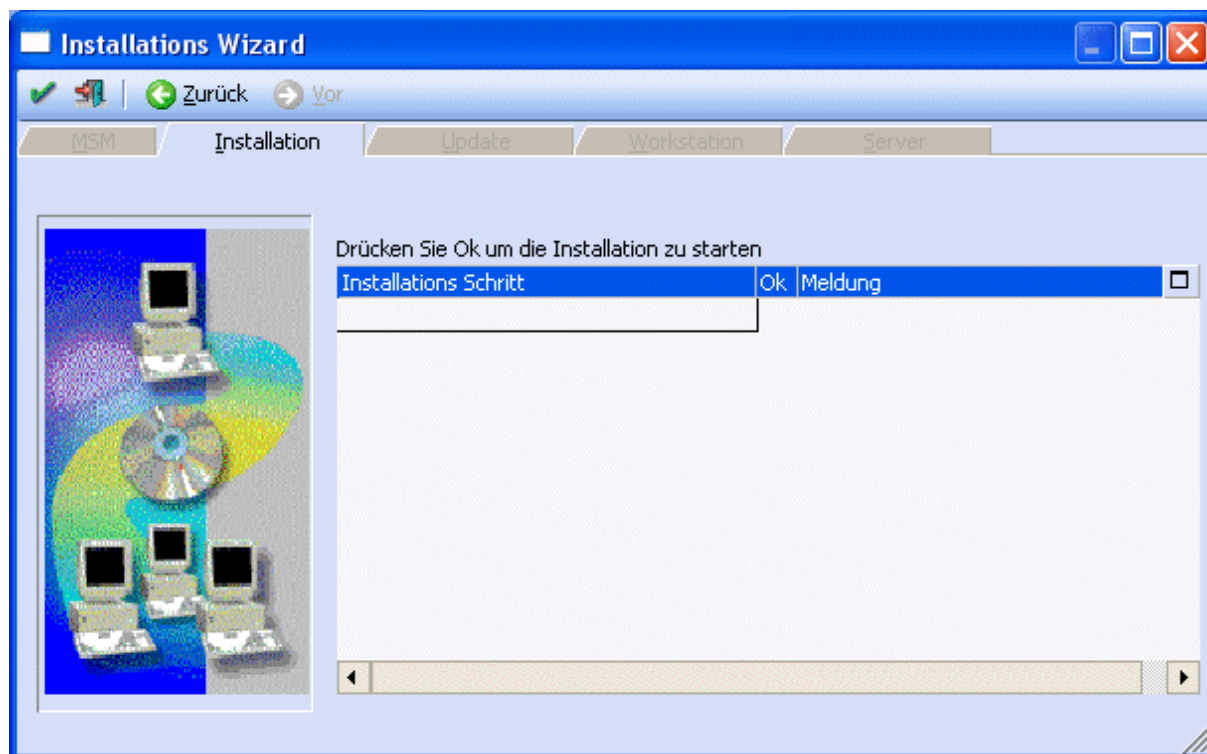 Installations Wizard
Zurück Vor
MSM Installation Update Workstation Server
Drücken Sie Ok um die Installation zu starten
Installations Schritt Ok Meldung